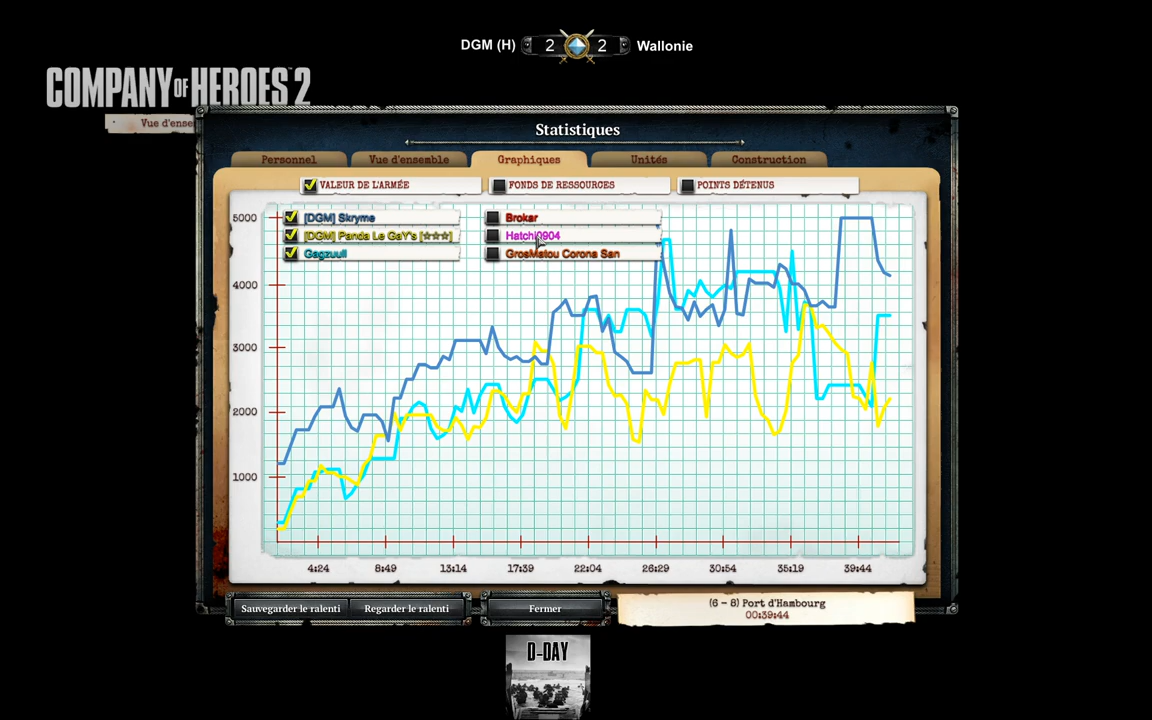 DGM (H) 2 2 Wallonie
COMPANY OF HEROES 2
Vue d'ense
Statistiques
Personnel Vue d'ensemble Graphiques Unités Construction
VALEUR DE L'ARMÉE FONDS DE RESSOURCES POINTS DÉTENUS
5000
[DGM] Skryme Brokar
[DGM] Panda Le GaY's [☆☆☆] Hatchi0904
Gagzuull GrosMatou Corona San
4000
3000
2000
1000
4:24 8:49 13:14 17:39 22:04 26:29 30:54 35:19 39:44
Sauvegarder le ralenti Regarder le ralenti Fermer
(6 - 8) Port d'Hambourg
00:39:44
D-DAY